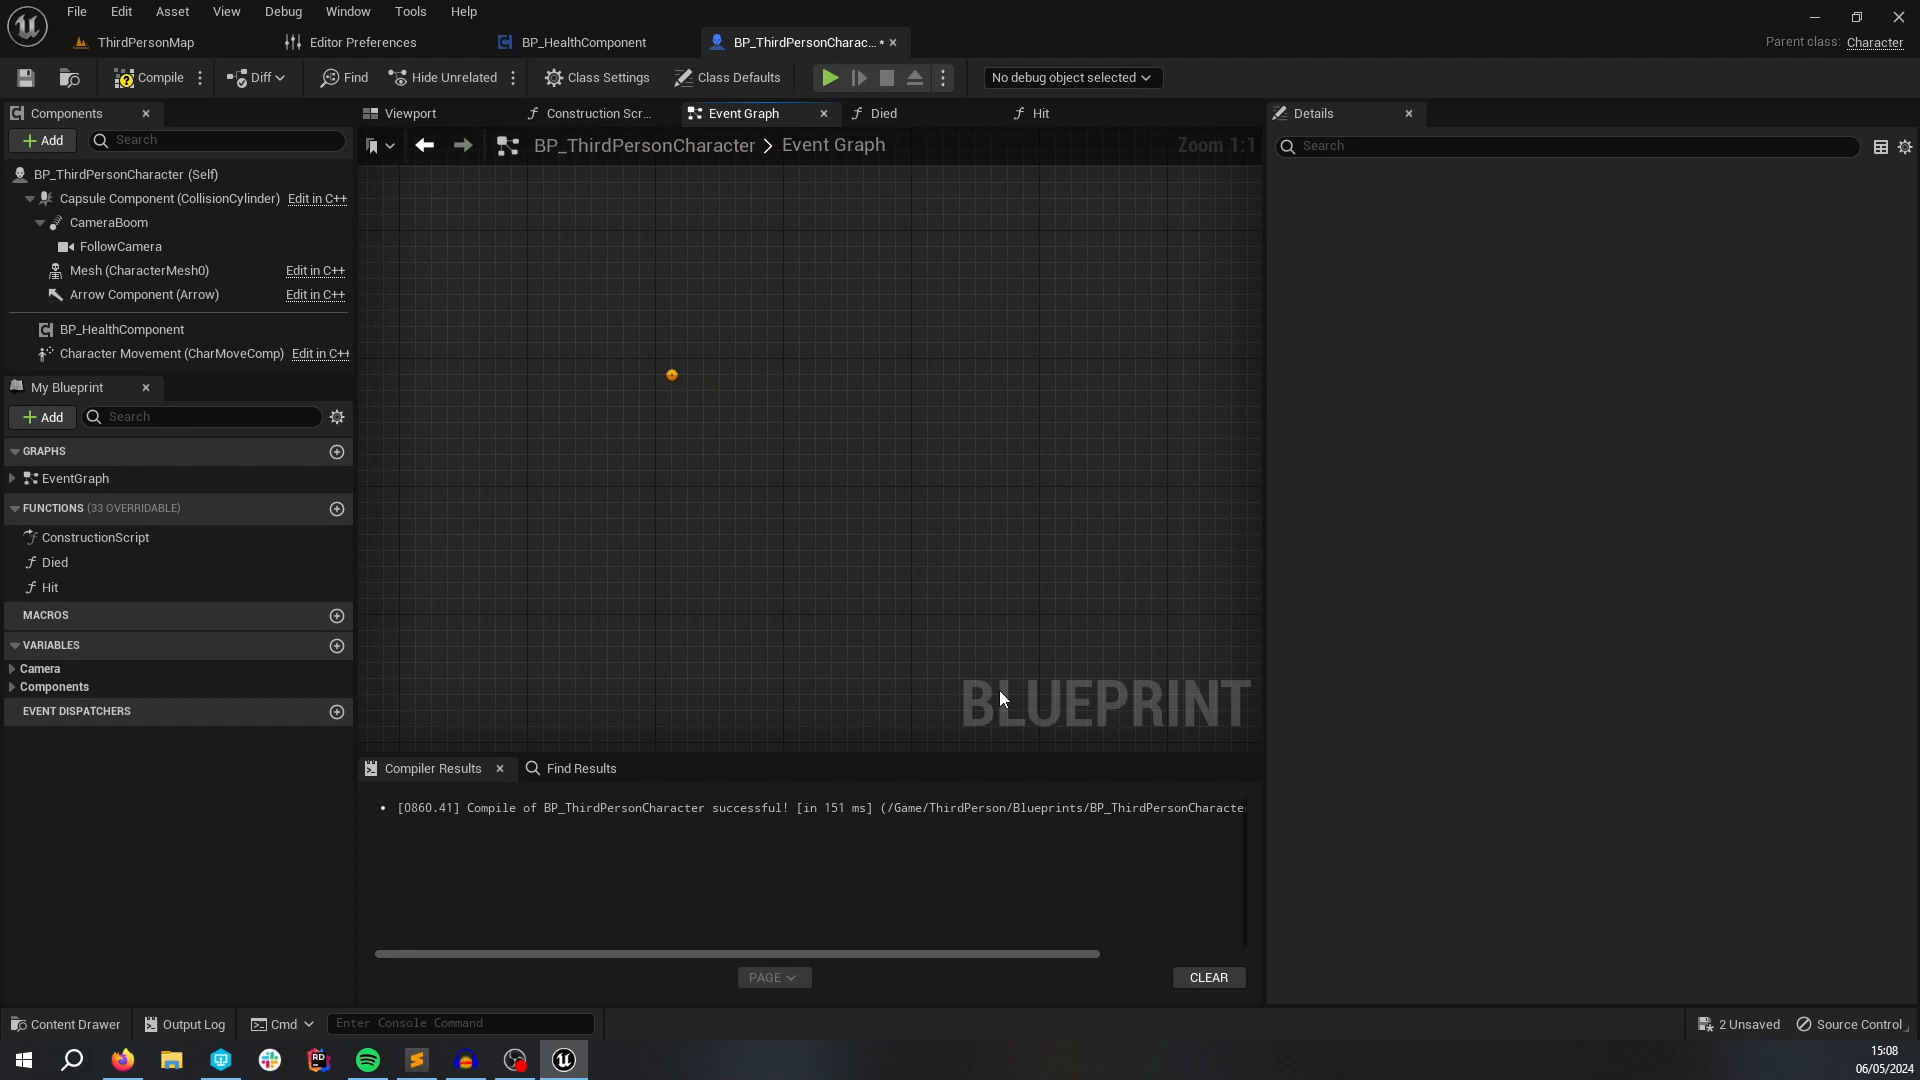 File Edit Asset View Debug Window Tools Help
ThirdPersonMap Editor Preferences BP_HealthComponent BP_ThirdPersonCharac... •
Parent class: Character
Compile Diff Find Hide Unrelated Class Settings Class Defaults No debug object selected
Components
Viewport Construction Scr... Event Graph Died Hit
Details
Add Search
BP_ThirdPersonCharacter > Event Graph
Zoom 1:1
Search
BP_ThirdPersonCharacter (Self)
Capsule Component (CollisionCylinder) Edit in C++
CameraBoom
FollowCamera
Mesh (CharacterMesh0) Edit in C++
Arrow Component (Arrow) Edit in C++
BP_HealthComponent
Character Movement (CharMoveComp) Edit in C++
My Blueprint
Add Search
GRAPHS
EventGraph
FUNCTIONS (33 OVERRIDABLE)
ConstructionScript
Died
Hit
MACROS
VARIABLES
Camera
Components
EVENT DISPATCHERS
BLUEPRINT
Compiler Results Find Results
• [0860.41] Compile of BP_ThirdPersonCharacter successful! [in 151 ms] (/Game/ThirdPerson/Blueprints/BP_ThirdPersonCharacte
PAGE
CLEAR
Content Drawer Output Log Cmd Enter Console Command
2 Unsaved Source Control
RD
15:08
06/05/2024